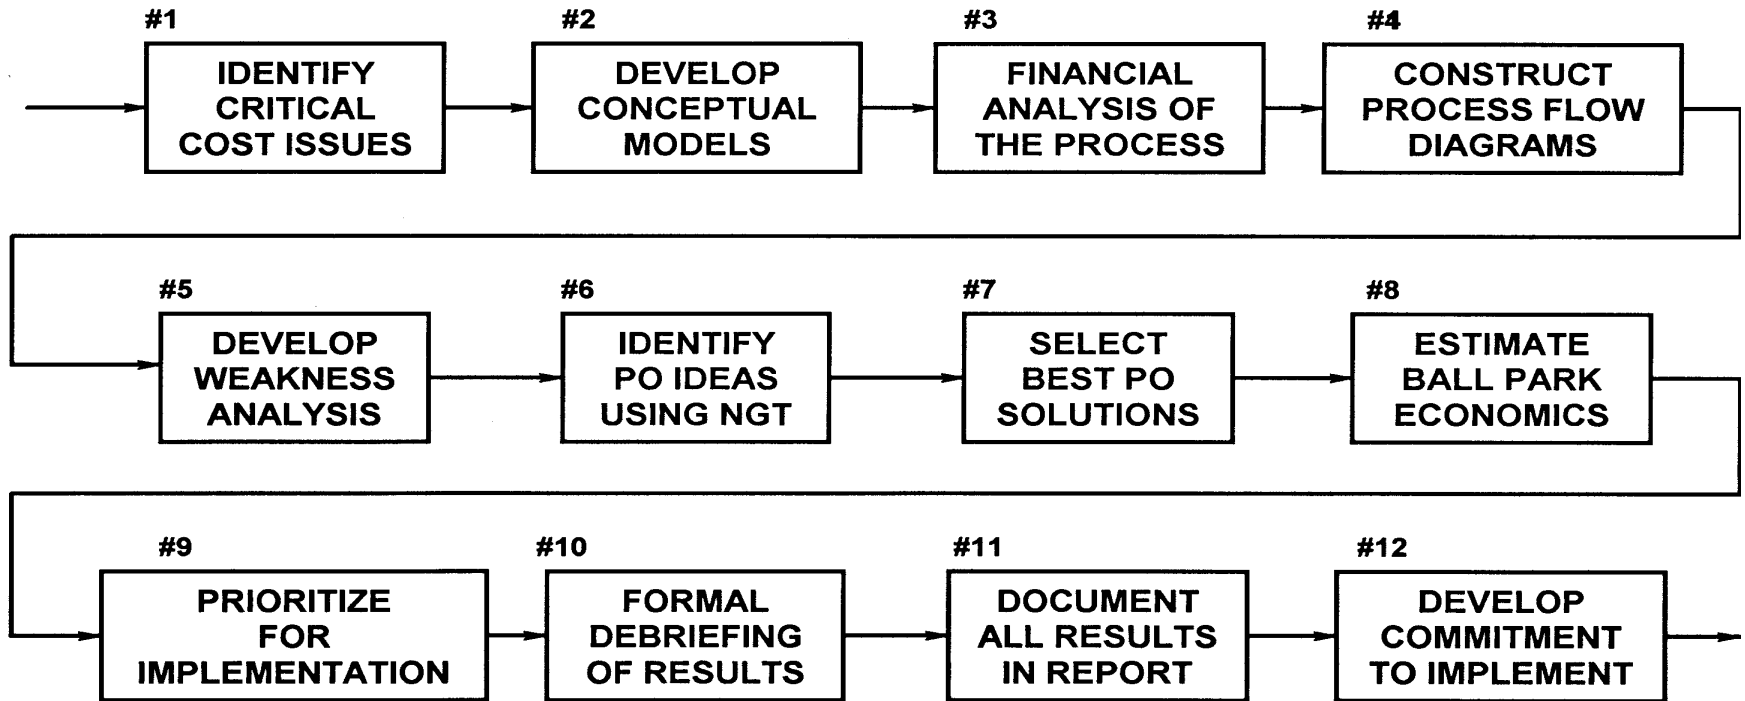 #1
IDENTIFY
CRITICAL
COST ISSUES
#2
DEVELOP
CONCEPTUAL
MODELS
#3
FINANCIAL
ANALYSIS OF
THE PROCESS
#4
CONSTRUCT
PROCESS FLOW
DIAGRAMS
#5
DEVELOP
WEAKNESS
ANALYSIS
#6
IDENTIFY
PO IDEAS
USING NGT
#7
SELECT
BEST PO
SOLUTIONS
#8
ESTIMATE
BALL PARK
ECONOMICS
#9
PRIORITIZE
FOR
IMPLEMENTATION
#10
FORMAL
DEBRIEFING
OF RESULTS
#11
DOCUMENT
ALL RESULTS
IN REPORT
#12
DEVELOP
COMMITMENT
TO IMPLEMENT